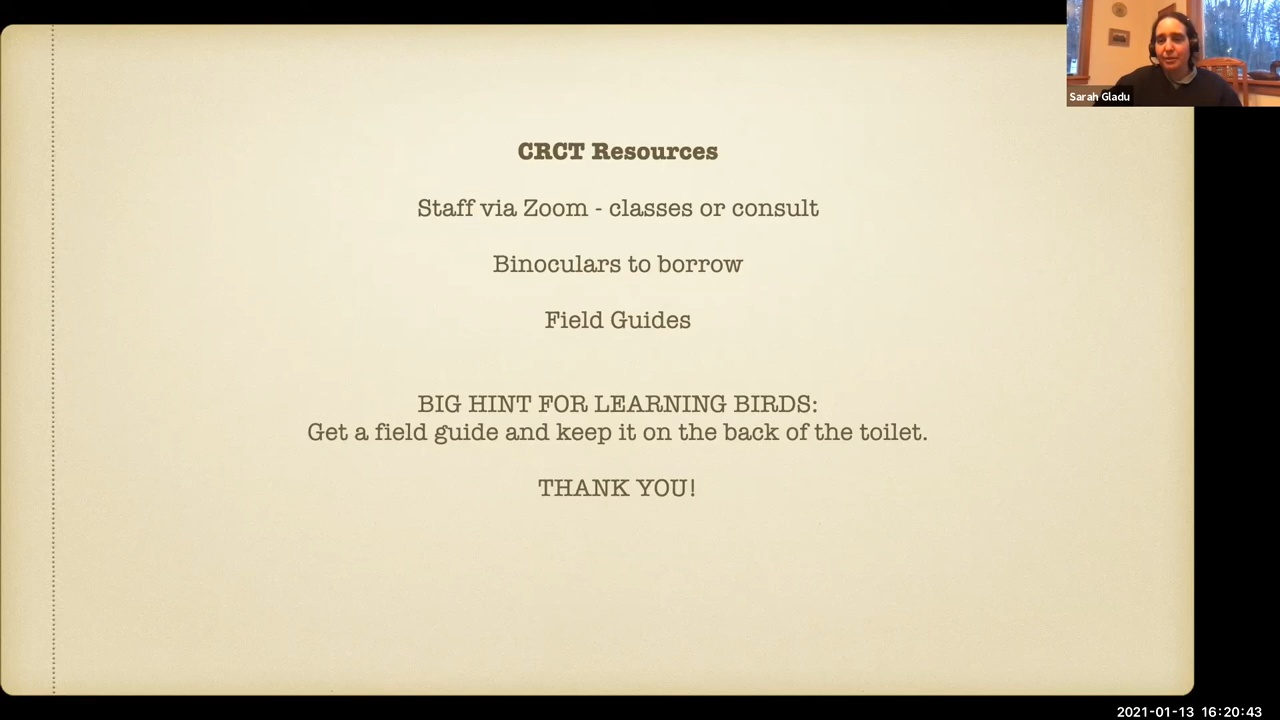 Sarah Gladu
CRCT Resources
Staff via Zoom - classes or consult
Binoculars to borrow
Field Guides
BIG HINT FOR LEARNING BIRDS:
Get a field guide and keep it on the back of the toilet.
THANK YOU!
2021-01-13 16:20:43